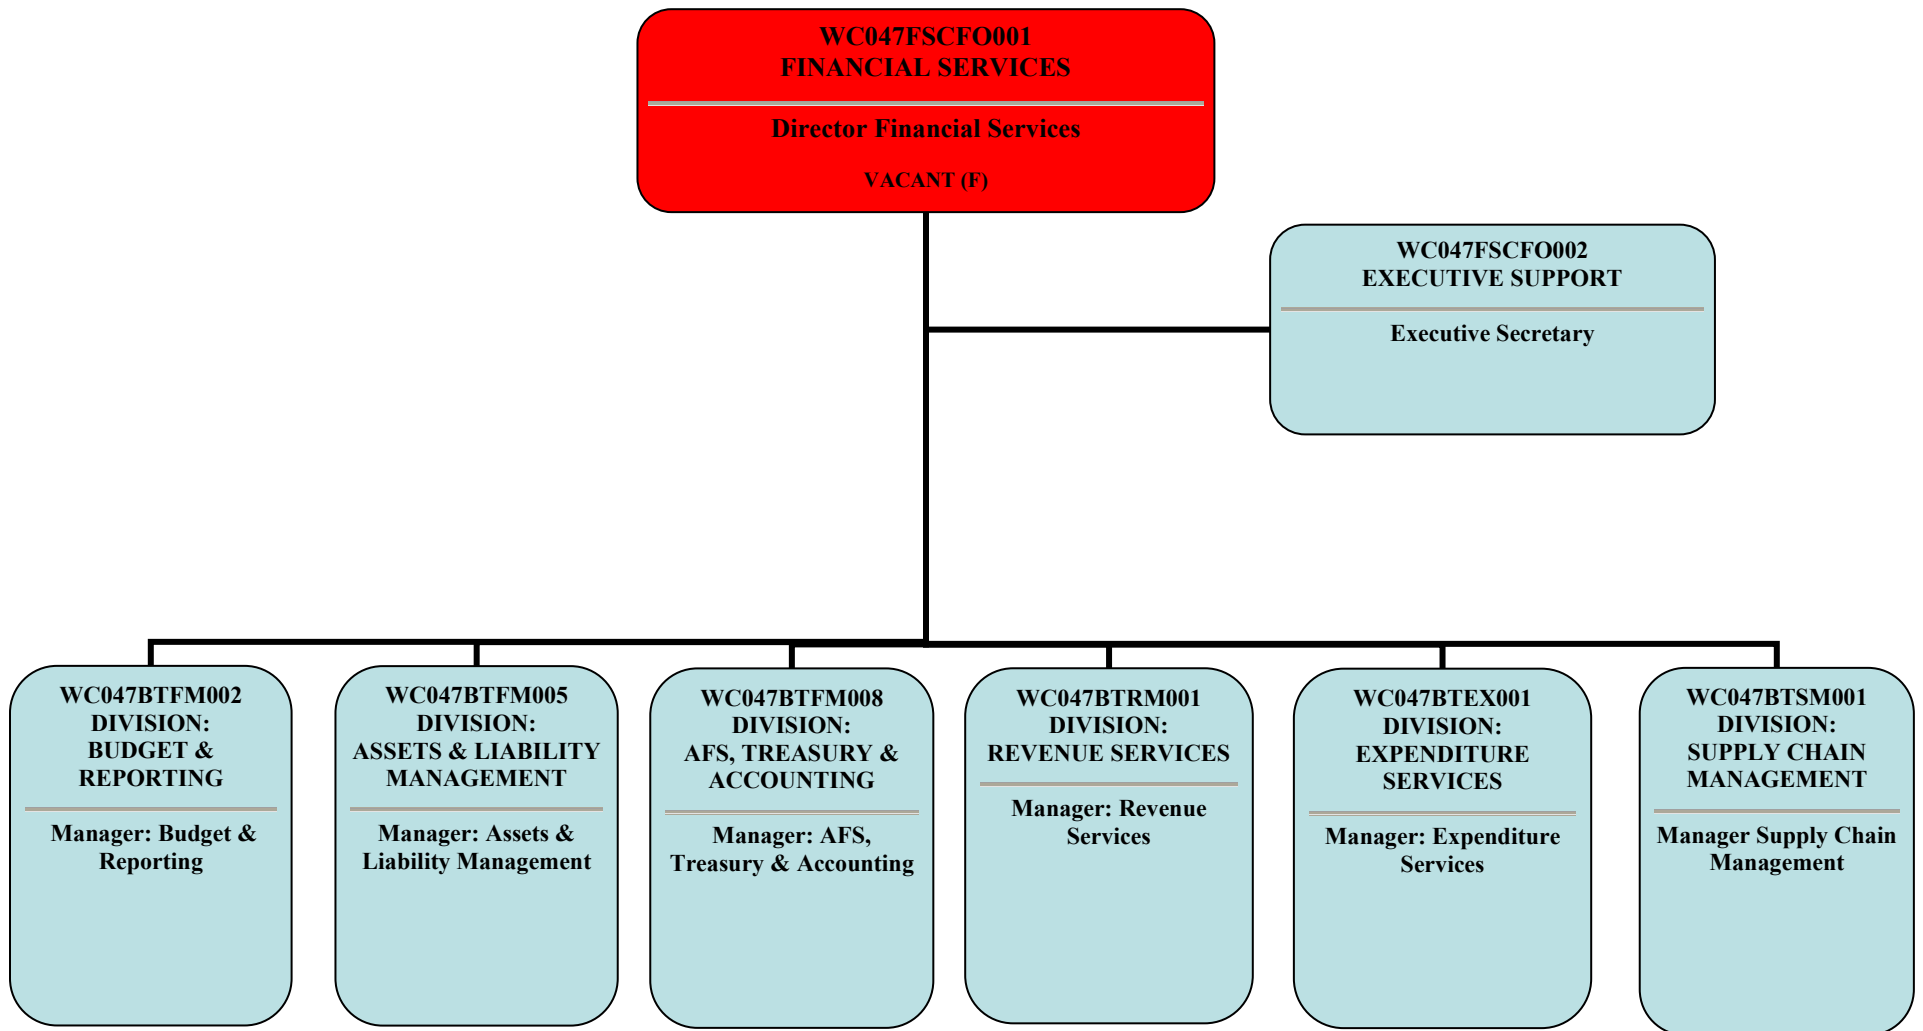 WC047FSCFO001
FINANCIAL SERVICES
Director Financial Services
VACANT (F)
WC047FSCFO002
EXECUTIVE SUPPORT
Executive Secretary
WC047BTFM002
DIVISION:
BUDGET &
REPORTING
Manager: Budget &
Reporting
WC047BTFM005
DIVISION:
ASSETS & LIABILITY
MANAGEMENT
Manager: Assets &
Liability Management
WC047BTFM008
DIVISION:
AFS, TREASURY &
ACCOUNTING
Manager: AFS,
Treasury & Accounting
WC047BTRM001
DIVISION:
REVENUE SERVICES
Manager: Revenue
Services
WC047BTEX001
DIVISION:
EXPENDITURE
SERVICES
Manager: Expenditure
Services
WC047BTSM001
DIVISION:
SUPPLY CHAIN
MANAGEMENT
Manager Supply Chain
Management